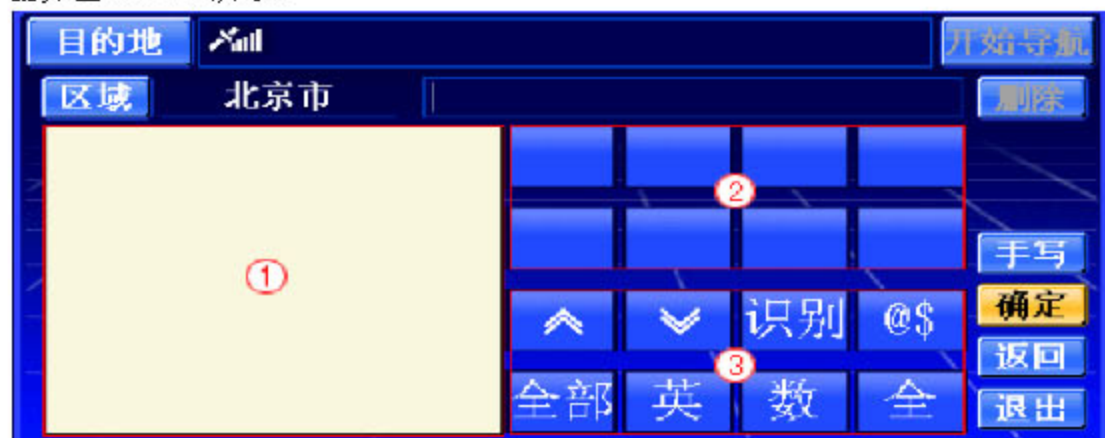 目的地 开始导航
区域 北京市 删除
②
手写
①
识别 @$ 确定
③ 返回
全部 英 数 全 退出